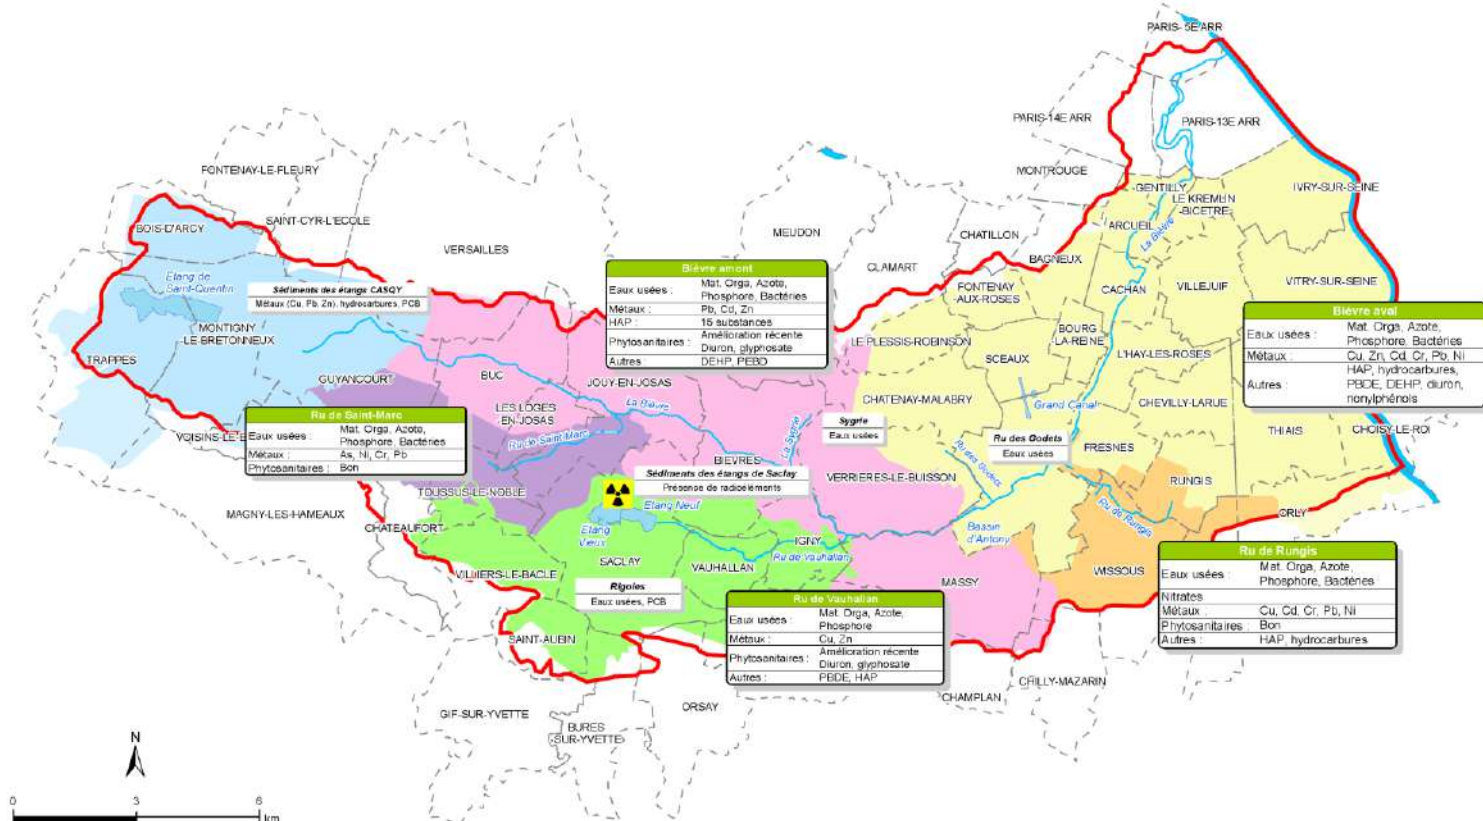 PARIS- 5E ARR
PARIS-14E ARR
PARIS-13E ARR
MONTROUGE
FONTENAY-LE-FLEURY
GENTILLY
IVRY-SUR-SEINE
LE KREMLIN
-BICETRE
SAINT-CYR-L'ECOLE
BOIS-D'ARCY
ARCUEIL
La Bièvre
MEUDON
CHATILLON
VERSAILLES
BAGNEUX
CLAMART
Etang de
Saint-Quentin
Sédiments des étangs CASQY
Métaux (Cu, Pb, Zn), hydrocarbures, PCB
Bièvre amont
Eaux usées : Mat. Orga, Azote,
Phosphore, Bactéries
Métaux : Pb, Cd, Zn
HAP : 15 substances
Phytosanitaires : Amélioration récente
Diuron, glyphosate
Autres : DEHP, PEBD
FONTENAY
-AUX-ROSES
CACHAN
VILLEJUIF
VITRY-SUR-SEINE
Bièvre aval
Eaux usées : Mat. Orga, Azote,
Phosphore, Bactéries
Métaux : Cu, Zn, Cd, Cr, Pb, Ni
Autres : HAP, hydrocarbures,
PBDE, DEHP, diuron,
nonylphénols
MONTIGNY
-LE-BRETONNEUX
TRAPPES
LE PLESSIS-ROBINSON
BOURG
-LA-REINE
SCEAUX
L'HAY-LES-ROSES
GUYANCOURT
BUC
JOUY-EN-JOSAS
CHATENAY-MALABRY
Grand Canal
CHEVILLY-LARUE
LES LOGES
EN-JOSAS
La Bièvre
THIAIS
CHOISY-LE-ROI
VOISINS-LE-B
Ru de Saint-Marc
Eaux usées : Mat. Orga, Azote,
Phosphore, Bactéries
Métaux : As, Ni, Cr, Pb
Phytosanitaires : Bon
Ru de Saint Marc
La Sygrie
Sygrie
Eaux usées
Ru des Godets
Eaux usées
FRESNES
BIEVRES
Ru des Godets
Sédiments des étangs de Saclay
Présence de radioéléments
VERRIERES-LE-BUISSON
RUNGIS
TOUSSUS-LE-NOBLE
Etang Neuf
Etang
Vieux
MAGNY-LES-HAMEAUX
CHATEAUFORT
Ru de Rungis
ORLY
Bassin
d'Antony
IGNY
Ru de Vauhallan
SACLAY
VAUHALLAN
VILLIERS-LE-BACLE
MASSY
WISSOUS
Ru de Rungis
Eaux usées : Mat. Orga, Azote,
Phosphore, Bactéries
Nitrates
Métaux : Cu, Cd, Cr, Pb, Ni
Phytosanitaires : Bon
Autres : HAP, hydrocarbures
Rigoles
Eaux usées, PCB
Ru de Vauhallan
Eaux usées : Mat. Orga, Azote,
Phosphore
Métaux : Cu, Zn
Phytosanitaires : Amélioration récente
Diuron, glyphosate
Autres : PBDE, HAP
SAINT-AUBIN
CHILLY-MAZARIN
CHAMPLAN
ORSAY
GIF-SUR-YVETTE
BURES
-SUR-YVETTE
N
0 3 6
km